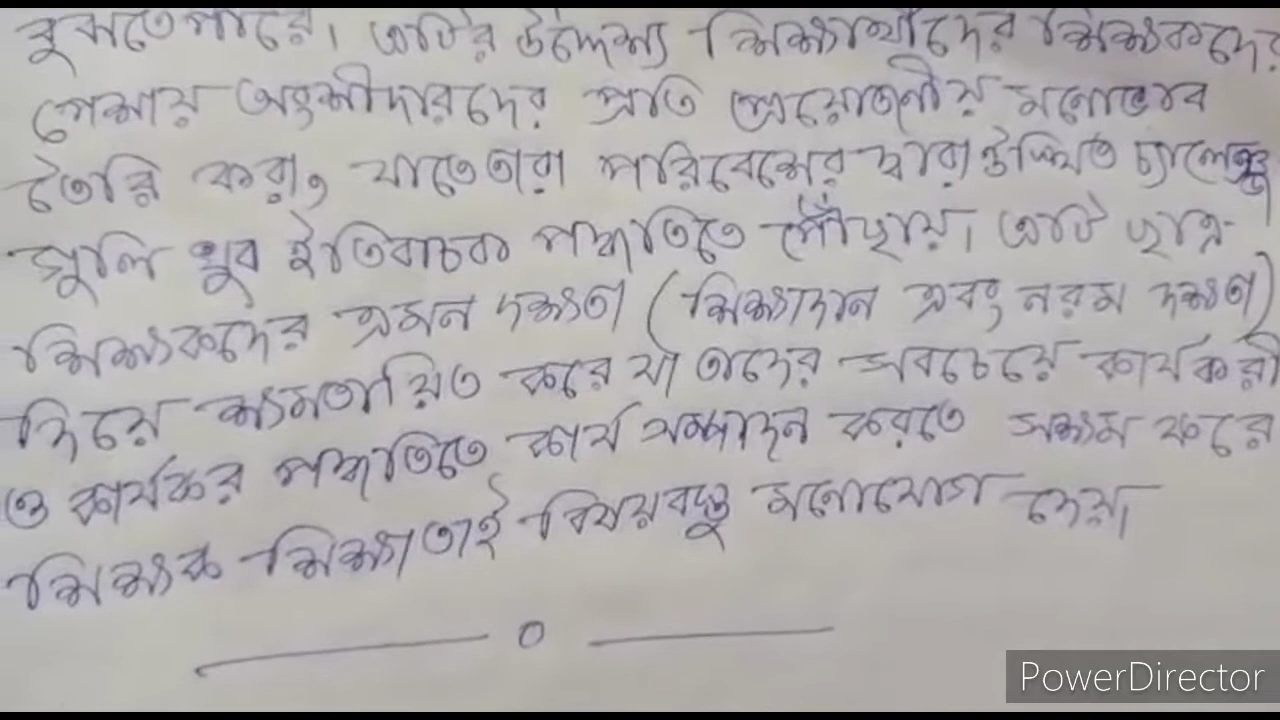 বুঝতে পারে। এটির উদ্দেশ্য শিক্ষার্থীদের শিক্ষকদের
পেশায় অংশীদারদের প্রতি প্রয়োজনীয় মনোভাব
তৈরি করা, যাতে তারা পরিবেশের দ্বারা উত্থিত চ্যালেঞ্জ
গুলি খুব ইতিবাচক পদ্ধতিতে পৌঁছায়। এটি ছাত্র-
শিক্ষকদের এমন দক্ষতা (শিক্ষাদান এবং নরম দক্ষতা)
দিয়ে ক্ষমতায়িত করে যা তাদের সবচেয়ে কার্যকরী
ও কার্যকর পদ্ধতিতে কার্য সম্পাদন করতে সক্ষম করে
শিক্ষক শিক্ষা তাই বিষয়বস্তু মনোযোগ দেয়।
০
PowerDirector